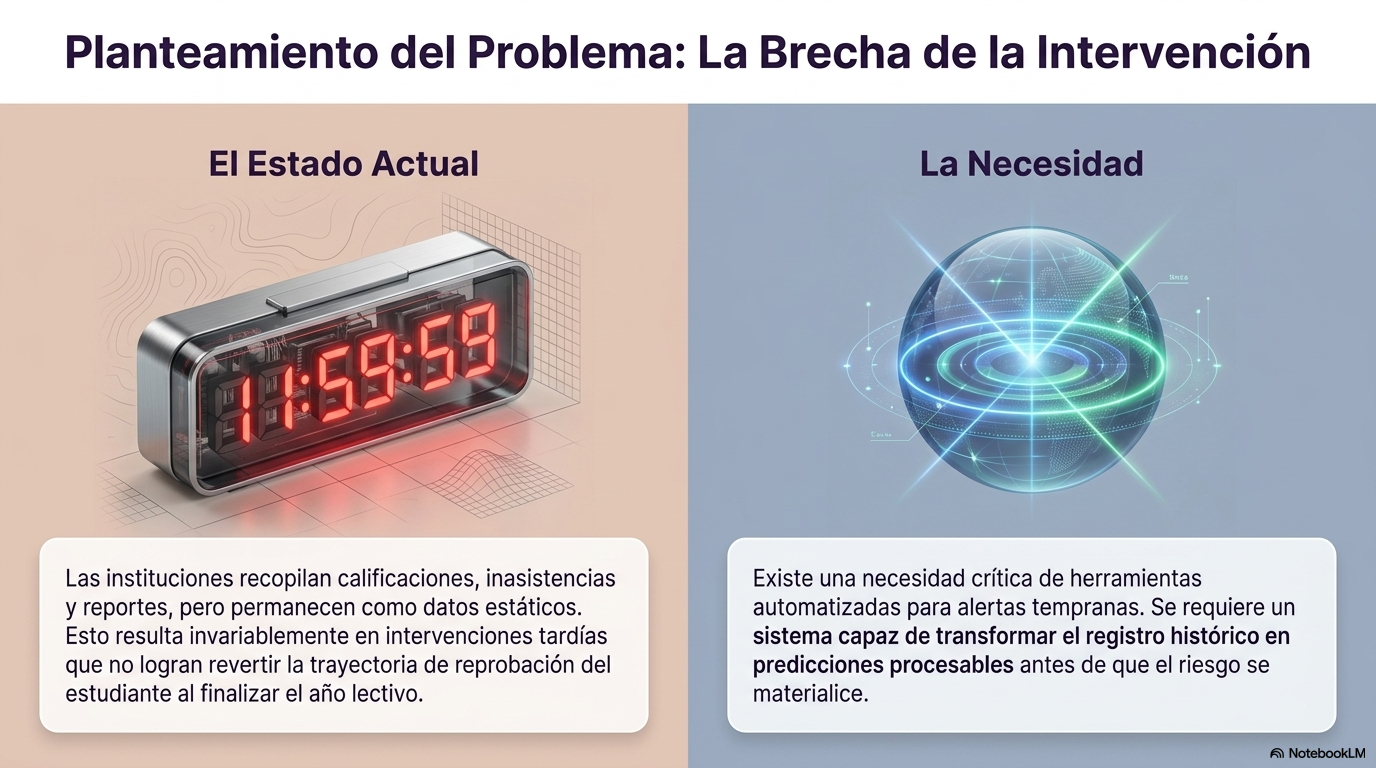 Planteamiento del Problema: La Brecha de la Intervención
El Estado Actual
11:59:59
Las instituciones recopilan calificaciones, inasistencias
y reportes, pero permanecen como datos estáticos.
Esto resulta invariablemente en intervenciones tardías
que no logran revertir la trayectoria de reprobación del
estudiante al finalizar el año lectivo.
La Necesidad
Existe una necesidad crítica de herramientas
automatizadas para alertas tempranas. Se requiere un
sistema capaz de transformar el registro histórico en
predicciones procesables antes de que el riesgo se
materialice.
NotebookLM